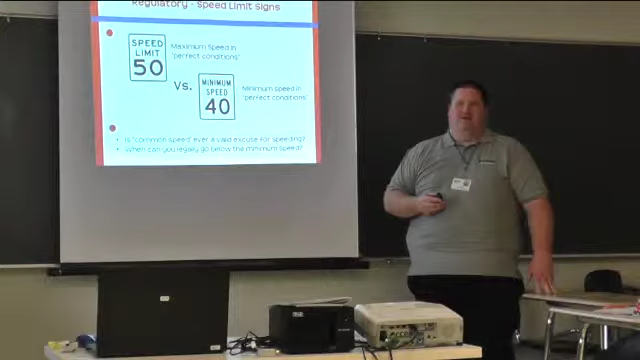 Regulatory - Speed Limit Signs
SPEED
LIMIT
50
Maximum Speed in
"perfect conditions"
Vs.
MINIMUM
SPEED
40
Minimum speed in
"perfect conditions"
• Is "common speed" ever a valid excuse for speeding?
• When can you legally go below the minimum speed?